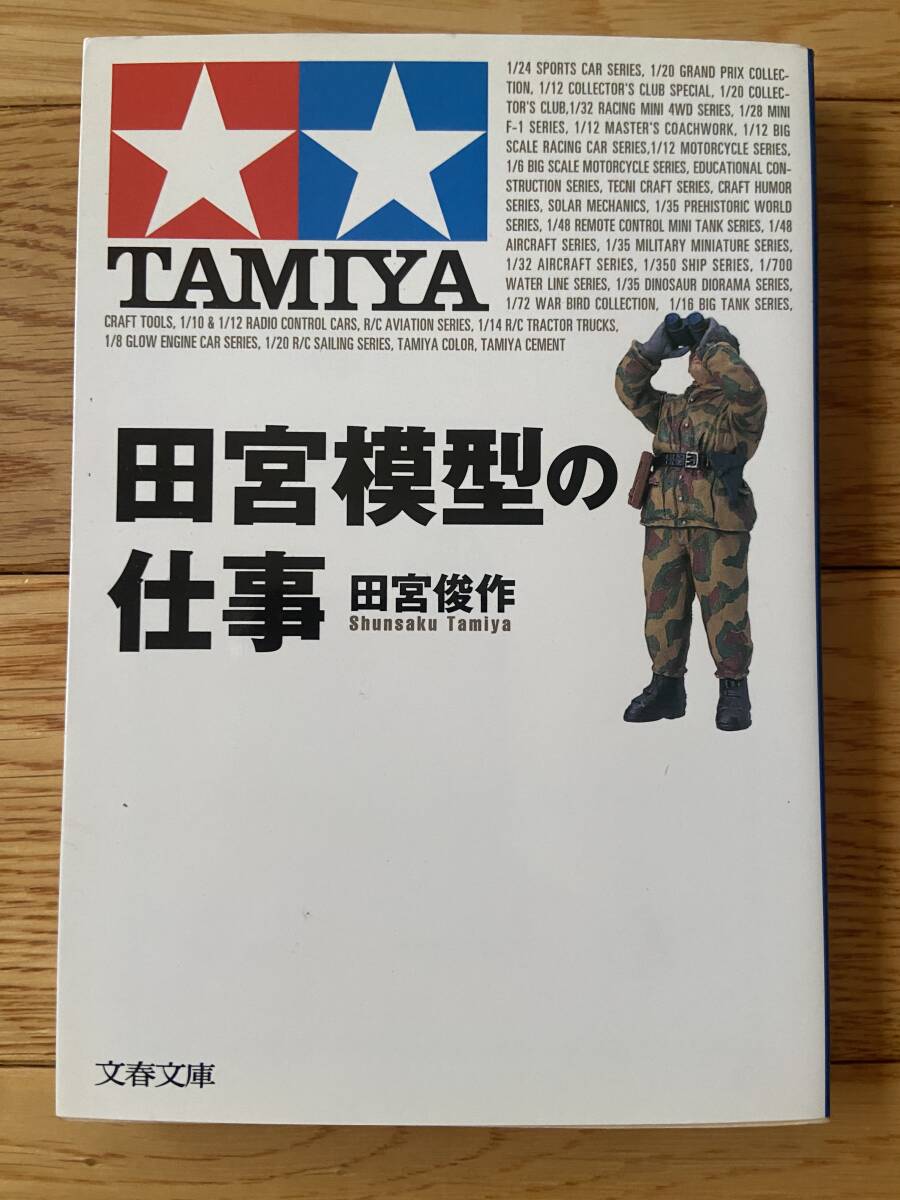 1/24 SPORTS CAR SERIES, 1/20 GRAND PRIX COLLEC-
TION, 1/12 COLLECTOR'S CLUB SPECIAL, 1/20 COLLEC-
TOR'S CLUB,1/32 RACING MINI 4WD SERIES, 1/28 MINI
F-1 SERIES, 1/12 MASTER'S COACHWORK, 1/12 BIG
SCALE RACING CAR SERIES,1/12 MOTORCYCLE SERIES,
1/6 BIG SCALE MOTORCYCLE SERIES, EDUCATIONAL CON-
STRUCTION SERIES, TECNI CRAFT SERIES, CRAFT HUMOR
SERIES, SOLAR MECHANICS, 1/35 PREHISTORIC WORLD
SERIES, 1/48 REMOTE CONTROL MINI TANK SERIES, 1/48
AIRCRAFT SERIES, 1/35 MILITARY MINIATURE SERIES,
1/32 AIRCRAFT SERIES, 1/350 SHIP SERIES, 1/700
WATER LINE SERIES, 1/35 DINOSAUR DIORAMA SERIES,
1/72 WAR BIRD COLLECTION, 1/16 BIG TANK SERIES,
TAMIYA
CRAFT TOOLS, 1/10 & 1/12 RADIO CONTROL CARS, R/C AVIATION SERIES, 1/14 R/C TRACTOR TRUCKS,
1/8 GLOW ENGINE CAR SERIES, 1/20 R/C SAILING SERIES, TAMIYA COLOR, TAMIYA CEMENT
田宮模型の
仕事
田宮俊作
Shunsaku Tamiya
文春文庫